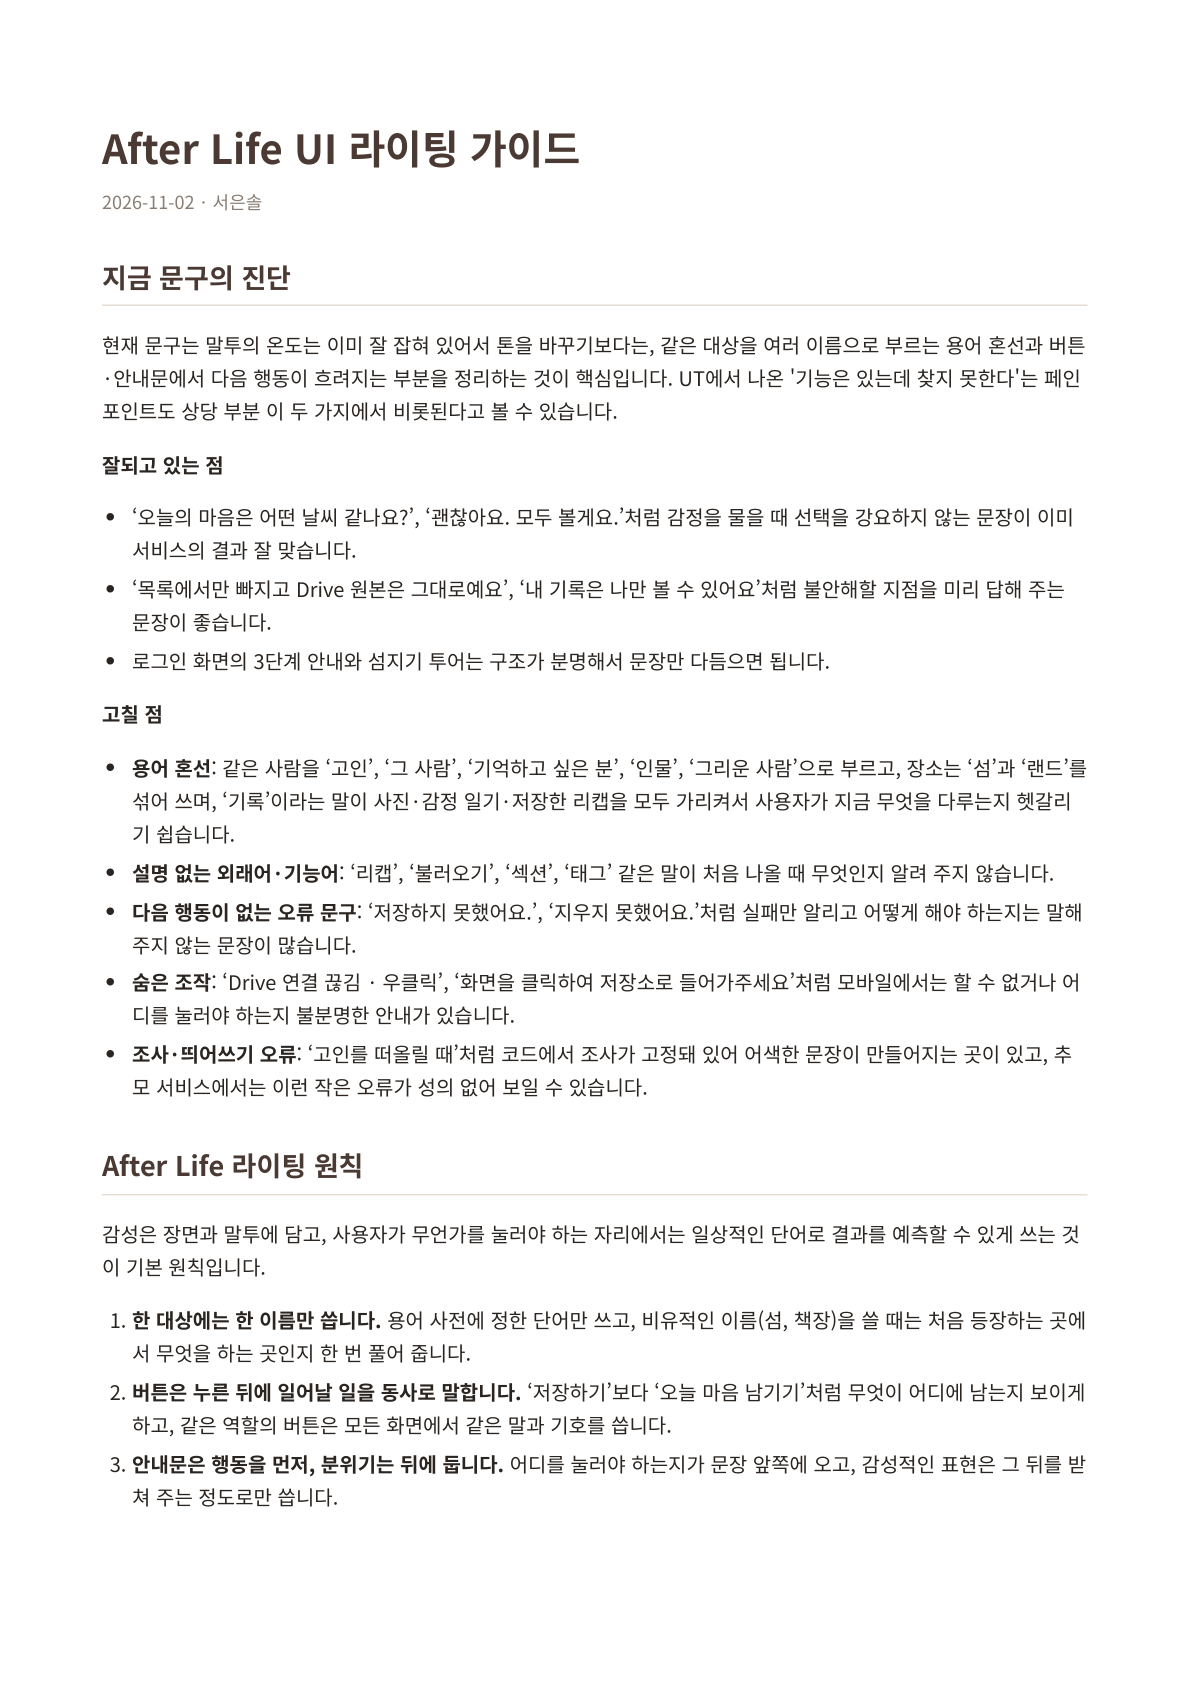 After Life UI 라이팅 가이드
2026-11-02 · 서은솔
지금 문구의 진단
현재 문구는 말투의 온도는 이미 잘 잡혀 있어서 톤을 바꾸기보다는, 같은 대상을 여러 이름으로 부르는 용어 혼선과 버튼
·안내문에서 다음 행동이 흐려지는 부분을 정리하는 것이 핵심입니다. UT에서 나온 '기능은 있는데 찾지 못한다'는 페인
포인트도 상당 부분 이 두 가지에서 비롯된다고 볼 수 있습니다.
잘되고 있는 점
• ‘오늘의 마음은 어떤 날씨 같나요?’, ‘괜찮아요. 모두 볼게요.’처럼 감정을 물을 때 선택을 강요하지 않는 문장이 이미
서비스의 결과 잘 맞습니다.
• ‘목록에서만 빠지고 Drive 원본은 그대로예요’, ‘내 기록은 나만 볼 수 있어요’처럼 불안해할 지점을 미리 답해 주는
문장이 좋습니다.
• 로그인 화면의 3단계 안내와 섬지기 투어는 구조가 분명해서 문장만 다듬으면 됩니다.
고칠 점
• 용어 혼선: 같은 사람을 ‘고인’, ‘그 사람’, ‘기억하고 싶은 분’, ‘인물’, ‘그리운 사람’으로 부르고, 장소는 ‘섬’과 ‘랜드’를
섞어 쓰며, ‘기록’이라는 말이 사진·감정 일기·저장한 리캡을 모두 가리켜서 사용자가 지금 무엇을 다루는지 헷갈리
기 쉽습니다.
• 설명 없는 외래어·기능어: ‘리캡’, ‘불러오기’, ‘섹션’, ‘태그’ 같은 말이 처음 나올 때 무엇인지 알려 주지 않습니다.
• 다음 행동이 없는 오류 문구: ‘저장하지 못했어요.’, ‘지우지 못했어요.’처럼 실패만 알리고 어떻게 해야 하는지는 말해
주지 않는 문장이 많습니다.
• 숨은 조작: ‘Drive 연결 끊김 · 우클릭’, ‘화면을 클릭하여 저장소로 들어가주세요’처럼 모바일에서는 할 수 없거나 어
디를 눌러야 하는지 불분명한 안내가 있습니다.
• 조사·띄어쓰기 오류: ‘고인를 떠올릴 때’처럼 코드에서 조사가 고정돼 있어 어색한 문장이 만들어지는 곳이 있고, 추
모 서비스에서는 이런 작은 오류가 성의 없어 보일 수 있습니다.
After Life 라이팅 원칙
감성은 장면과 말투에 담고, 사용자가 무언가를 눌러야 하는 자리에서는 일상적인 단어로 결과를 예측할 수 있게 쓰는 것
이 기본 원칙입니다.
1. 한 대상에는 한 이름만 씁니다. 용어 사전에 정한 단어만 쓰고, 비유적인 이름(섬, 책장)을 쓸 때는 처음 등장하는 곳에
서 무엇을 하는 곳인지 한 번 풀어 줍니다.
2. 버튼은 누른 뒤에 일어날 일을 동사로 말합니다. ‘저장하기’보다 ‘오늘 마음 남기기’처럼 무엇이 어디에 남는지 보이게
하고, 같은 역할의 버튼은 모든 화면에서 같은 말과 기호를 씁니다.
3. 안내문은 행동을 먼저, 분위기는 뒤에 둡니다. 어디를 눌러야 하는지가 문장 앞쪽에 오고, 감성적인 표현은 그 뒤를 받
쳐 주는 정도로만 씁니다.